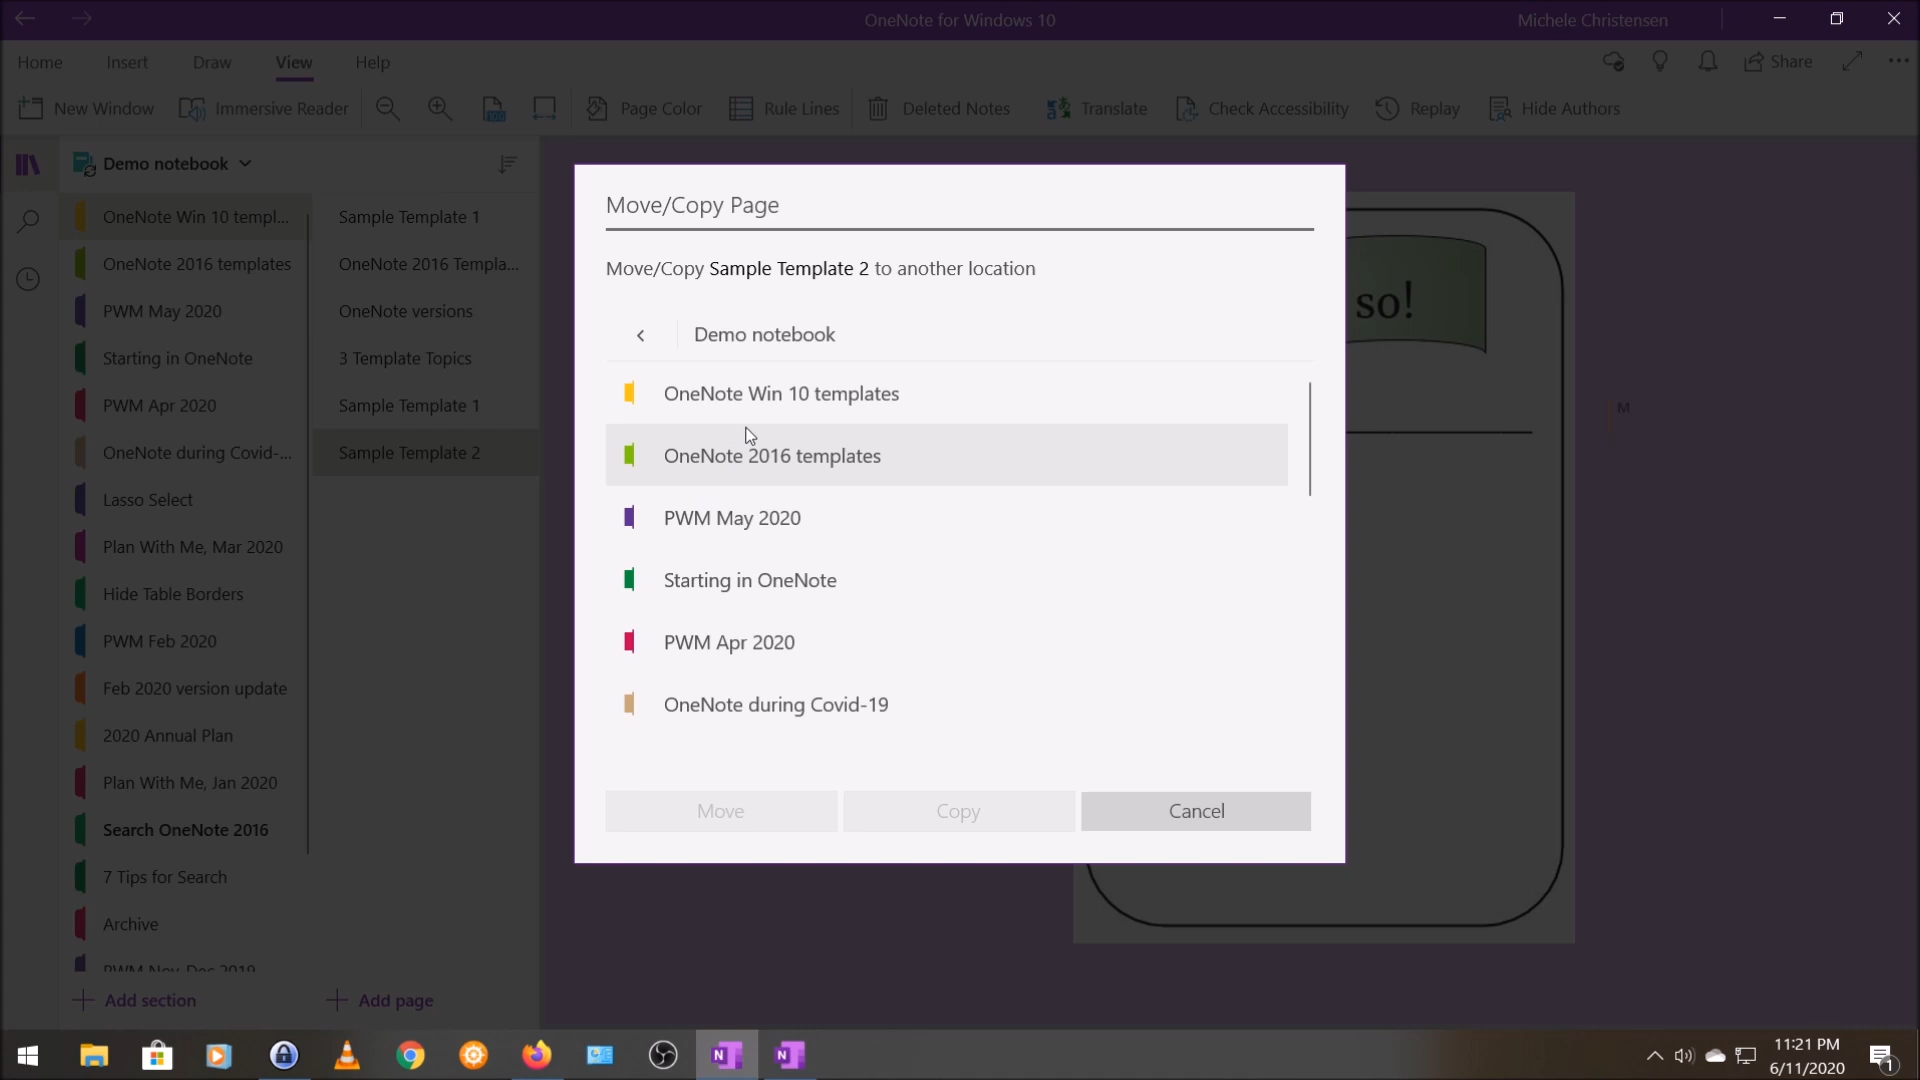 OneNote for Windows 10
Michele Christensen
Home
Insert
Draw
View
Help
Share
New Window
Immersive Reader
Page Color
Rule Lines
Deleted Notes
Translate
Check Accessibility
Replay
Hide Authors
Demo notebook
OneNote Win 10 templ...
OneNote 2016 templates
PWM May 2020
Starting in OneNote
PWM Apr 2020
OneNote during Covid-...
Lasso Select
Plan With Me, Mar 2020
Hide Table Borders
PWM Feb 2020
Feb 2020 version update
2020 Annual Plan
Plan With Me, Jan 2020
Search OneNote 2016
7 Tips for Search
Archive
PWM Nov-Dec 2019
Add section
Sample Template 1
OneNote 2016 Templa...
OneNote versions
3 Template Topics
Sample Template 1
Sample Template 2
Add page
Move/Copy Page
Move/Copy Sample Template 2 to another location
Demo notebook
OneNote Win 10 templates
OneNote 2016 templates
PWM May 2020
Starting in OneNote
PWM Apr 2020
OneNote during Covid-19
Move
Copy
Cancel
so!
M
11:21 PM
6/11/2020
1